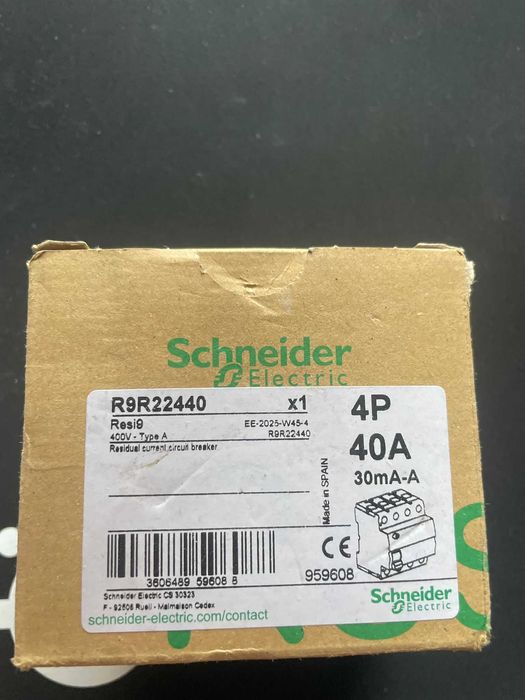 Schneider
Electric
R9R22440 x1
Resi9 EE-2025-W45-4
400V - Type A R9R22440
Residual current circuit breaker
4P
40A
30mA-A
Made in SPAIN
CE
3606489 59608 8
959608
Schneider Electric CS 30323
F - 92506 Rueil - Malmaison Cedex
schneider-electric.com/contact
Schneider
Electric